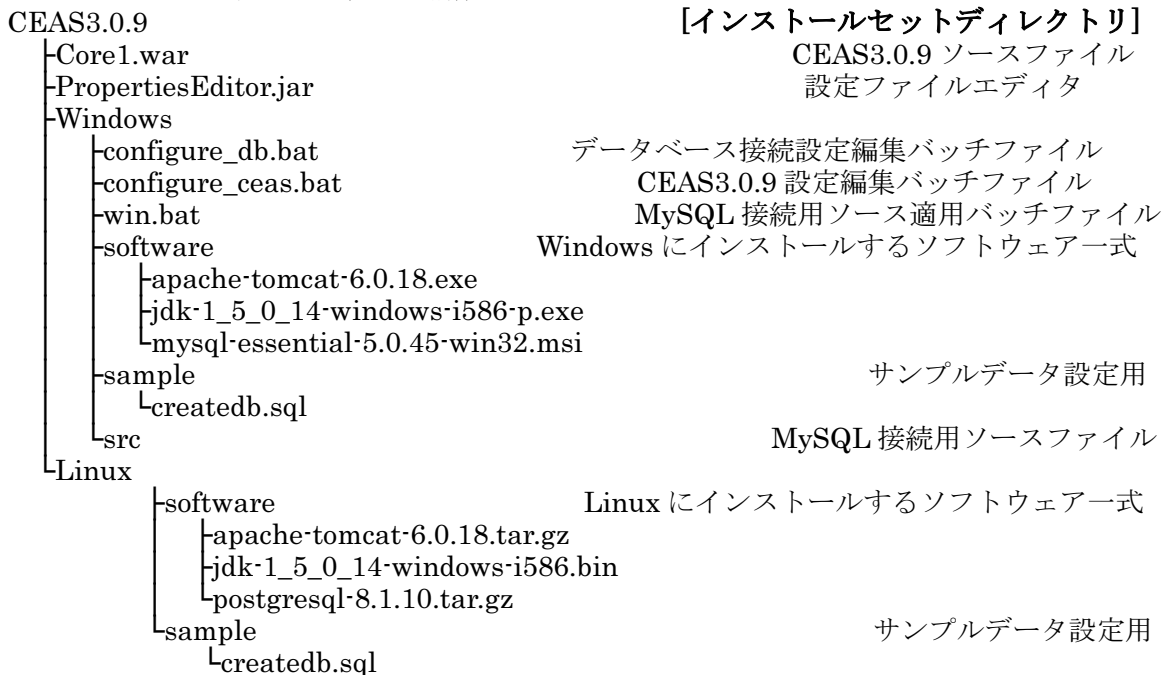 CEAS3.0.9 [インストールセットディレクトリ]
├Core1.war CEAS3.0.9 ソースファイル
├PropertiesEditor.jar 設定ファイルエディタ
├Windows
│ ├configure_db.bat データベース接続設定編集バッチファイル
│ ├configure_ceas.bat CEAS3.0.9 設定編集バッチファイル
│ ├win.bat MySQL 接続用ソース適用バッチファイル
│ ├software Windows にインストールするソフトウェア一式
│ │ ├apache-tomcat-6.0.18.exe
│ │ ├jdk-1_5_0_14-windows-i586-p.exe
│ │ └mysql-essential-5.0.45-win32.msi
│ ├sample サンプルデータ設定用
│ │ └createdb.sql
│ └src MySQL 接続用ソースファイル
└Linux
├software Linux にインストールするソフトウェア一式
│ ├apache-tomcat-6.0.18.tar.gz
│ ├jdk-1_5_0_14-windows-i586.bin
│ └postgresql-8.1.10.tar.gz
└sample サンプルデータ設定用
└createdb.sql